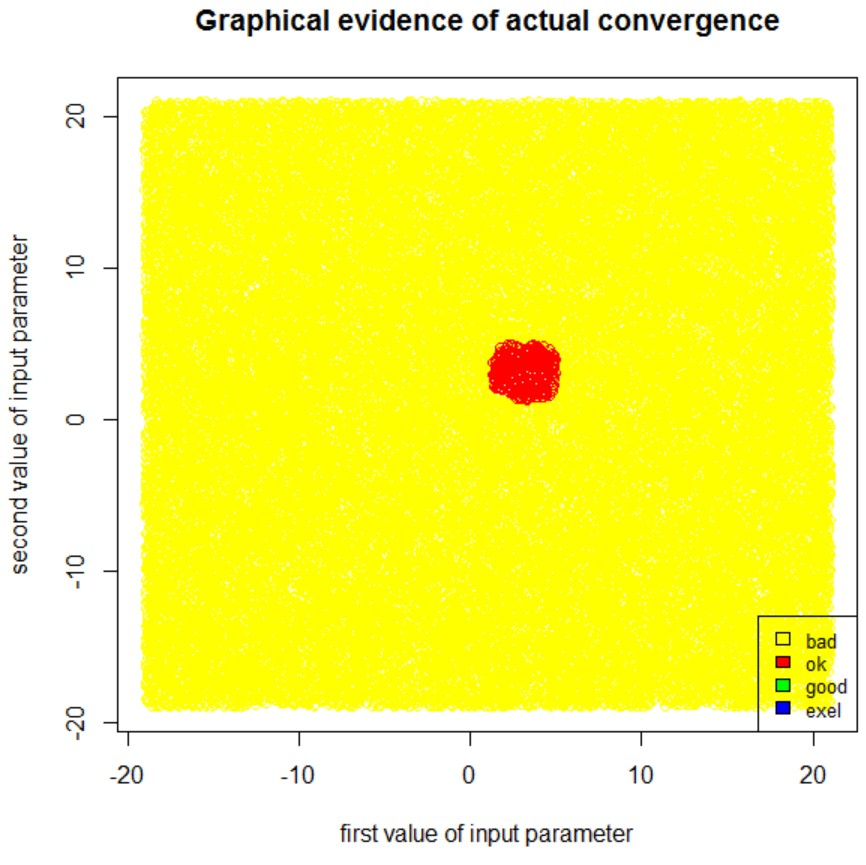 Graphical evidence of actual convergence
second value of input parameter
20
10
0
-10
-20
bad
ok
good
exel
-20 -10 0 10 20
first value of input parameter